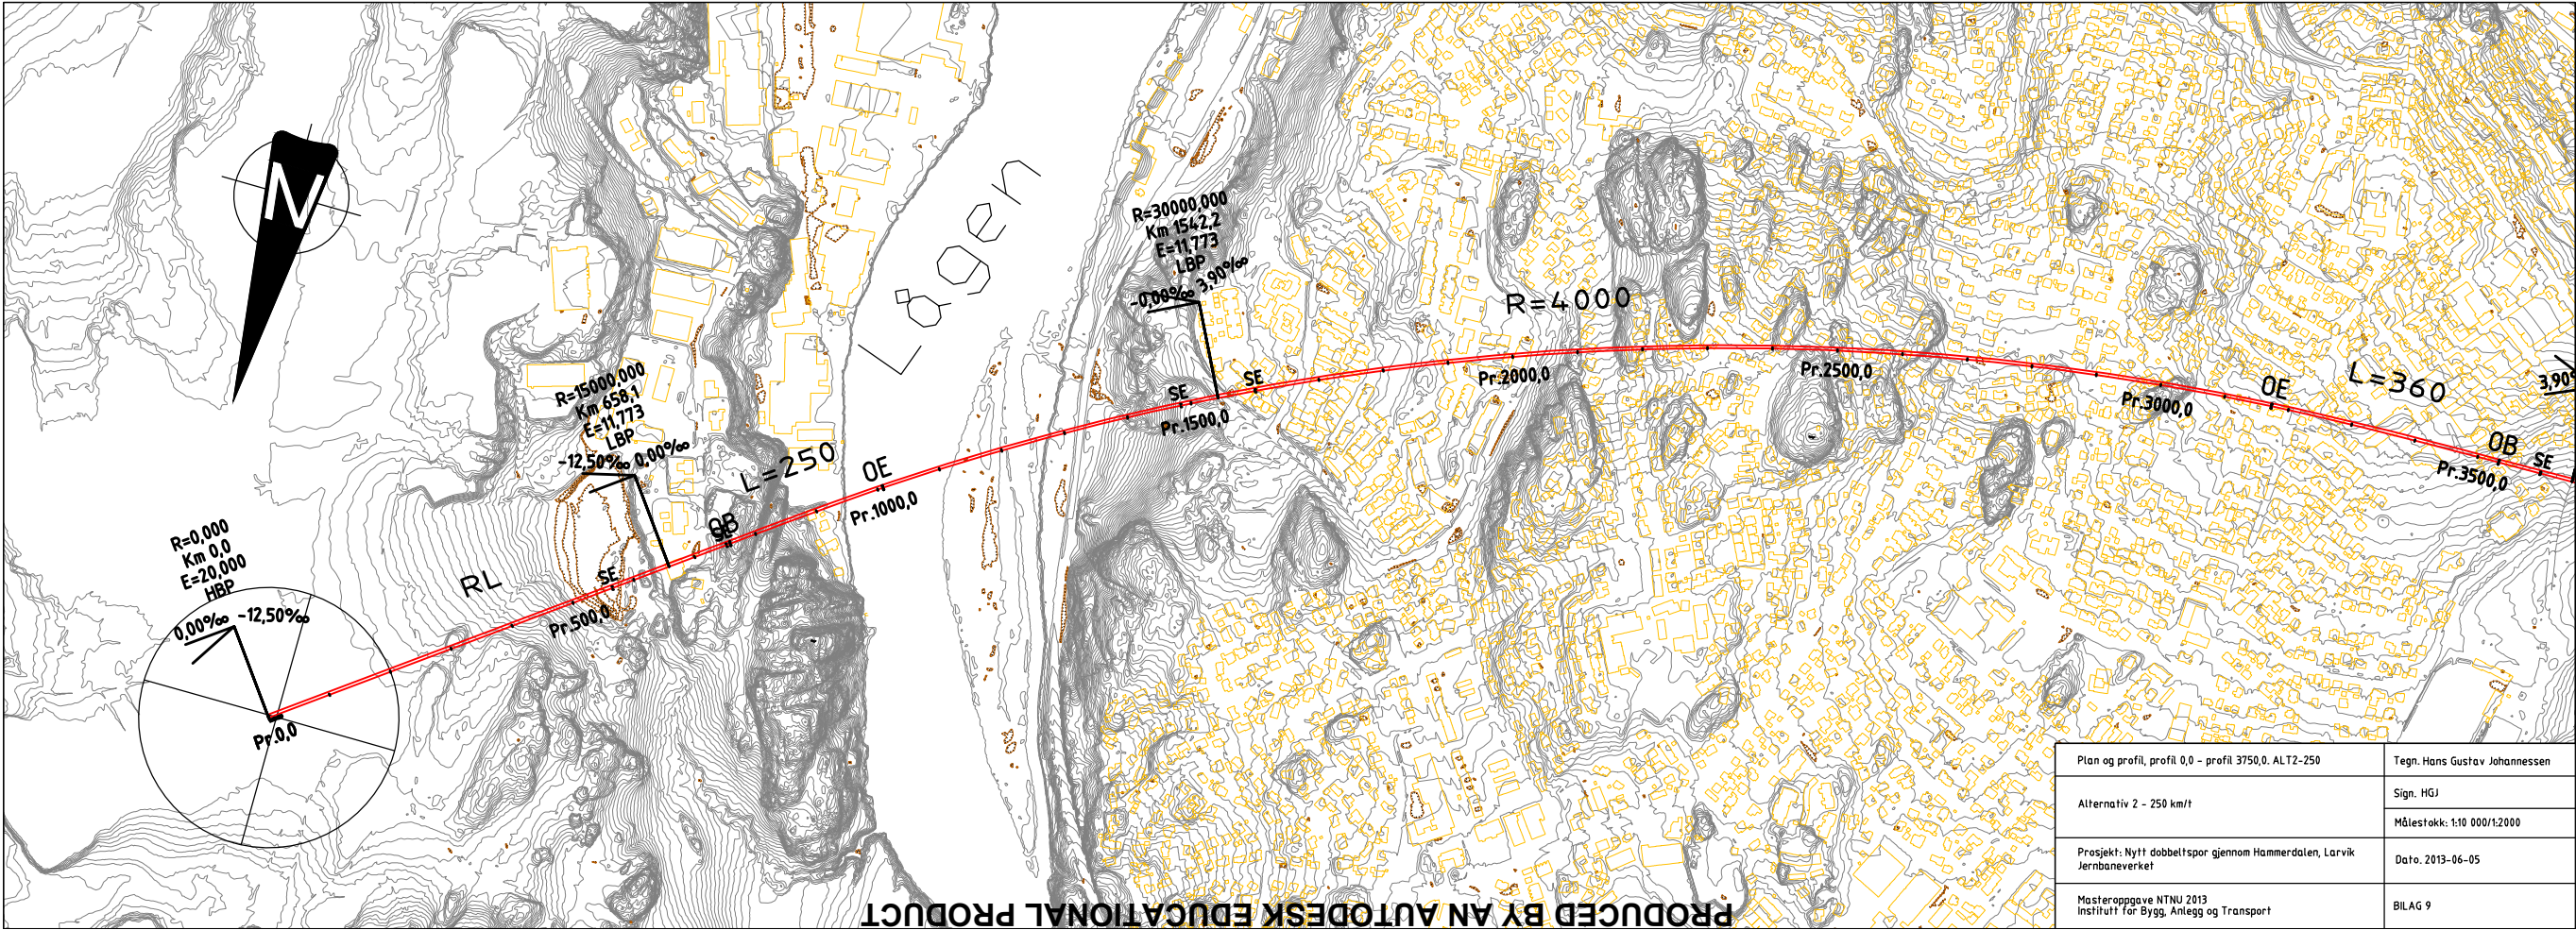 N
Lågen
R=30000,000
Km 1542,2
E=11,773
LBP
-0,00‰ 3,90‰
R=4000
R=15000,000
Km 658,1
E=11,773
LBP
-12,50‰ 0,00‰
R=0,000
Km 0,0
E=20,000
HBP
0,00‰ -12,50‰
Pr.0,0
RL
Pr.500,0
SE
OB
SE
L=250
OE
Pr.1000,0
SE
Pr.1500,0
SE
Pr.2000,0
Pr.2500,0
Pr.3000,0
OE
L=360
OB
SE
Pr.3500,0
Plan og profil, profil 0,0 - profil 3750,0. ALT2-250
Tegn. Hans Gustav Johannessen
Alternativ 2 - 250 km/t
Sign. HGJ
Målestokk: 1:10 000/1:2000
Prosjekt: Nytt dobbeltspor gjennom Hammerdalen, Larvik
Jernbaneverket
Dato. 2013-06-05
Masteroppgave NTNU 2013
Institutt for Bygg, Anlegg og Transport
BILAG 9
PRODUCED BY AN AUTODESK EDUCATIONAL PRODUCT